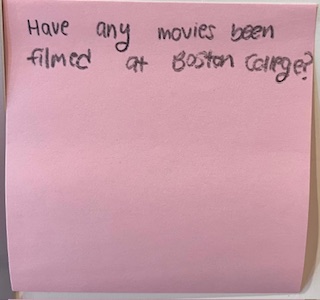 Have any movies been
filmed at Boston College?